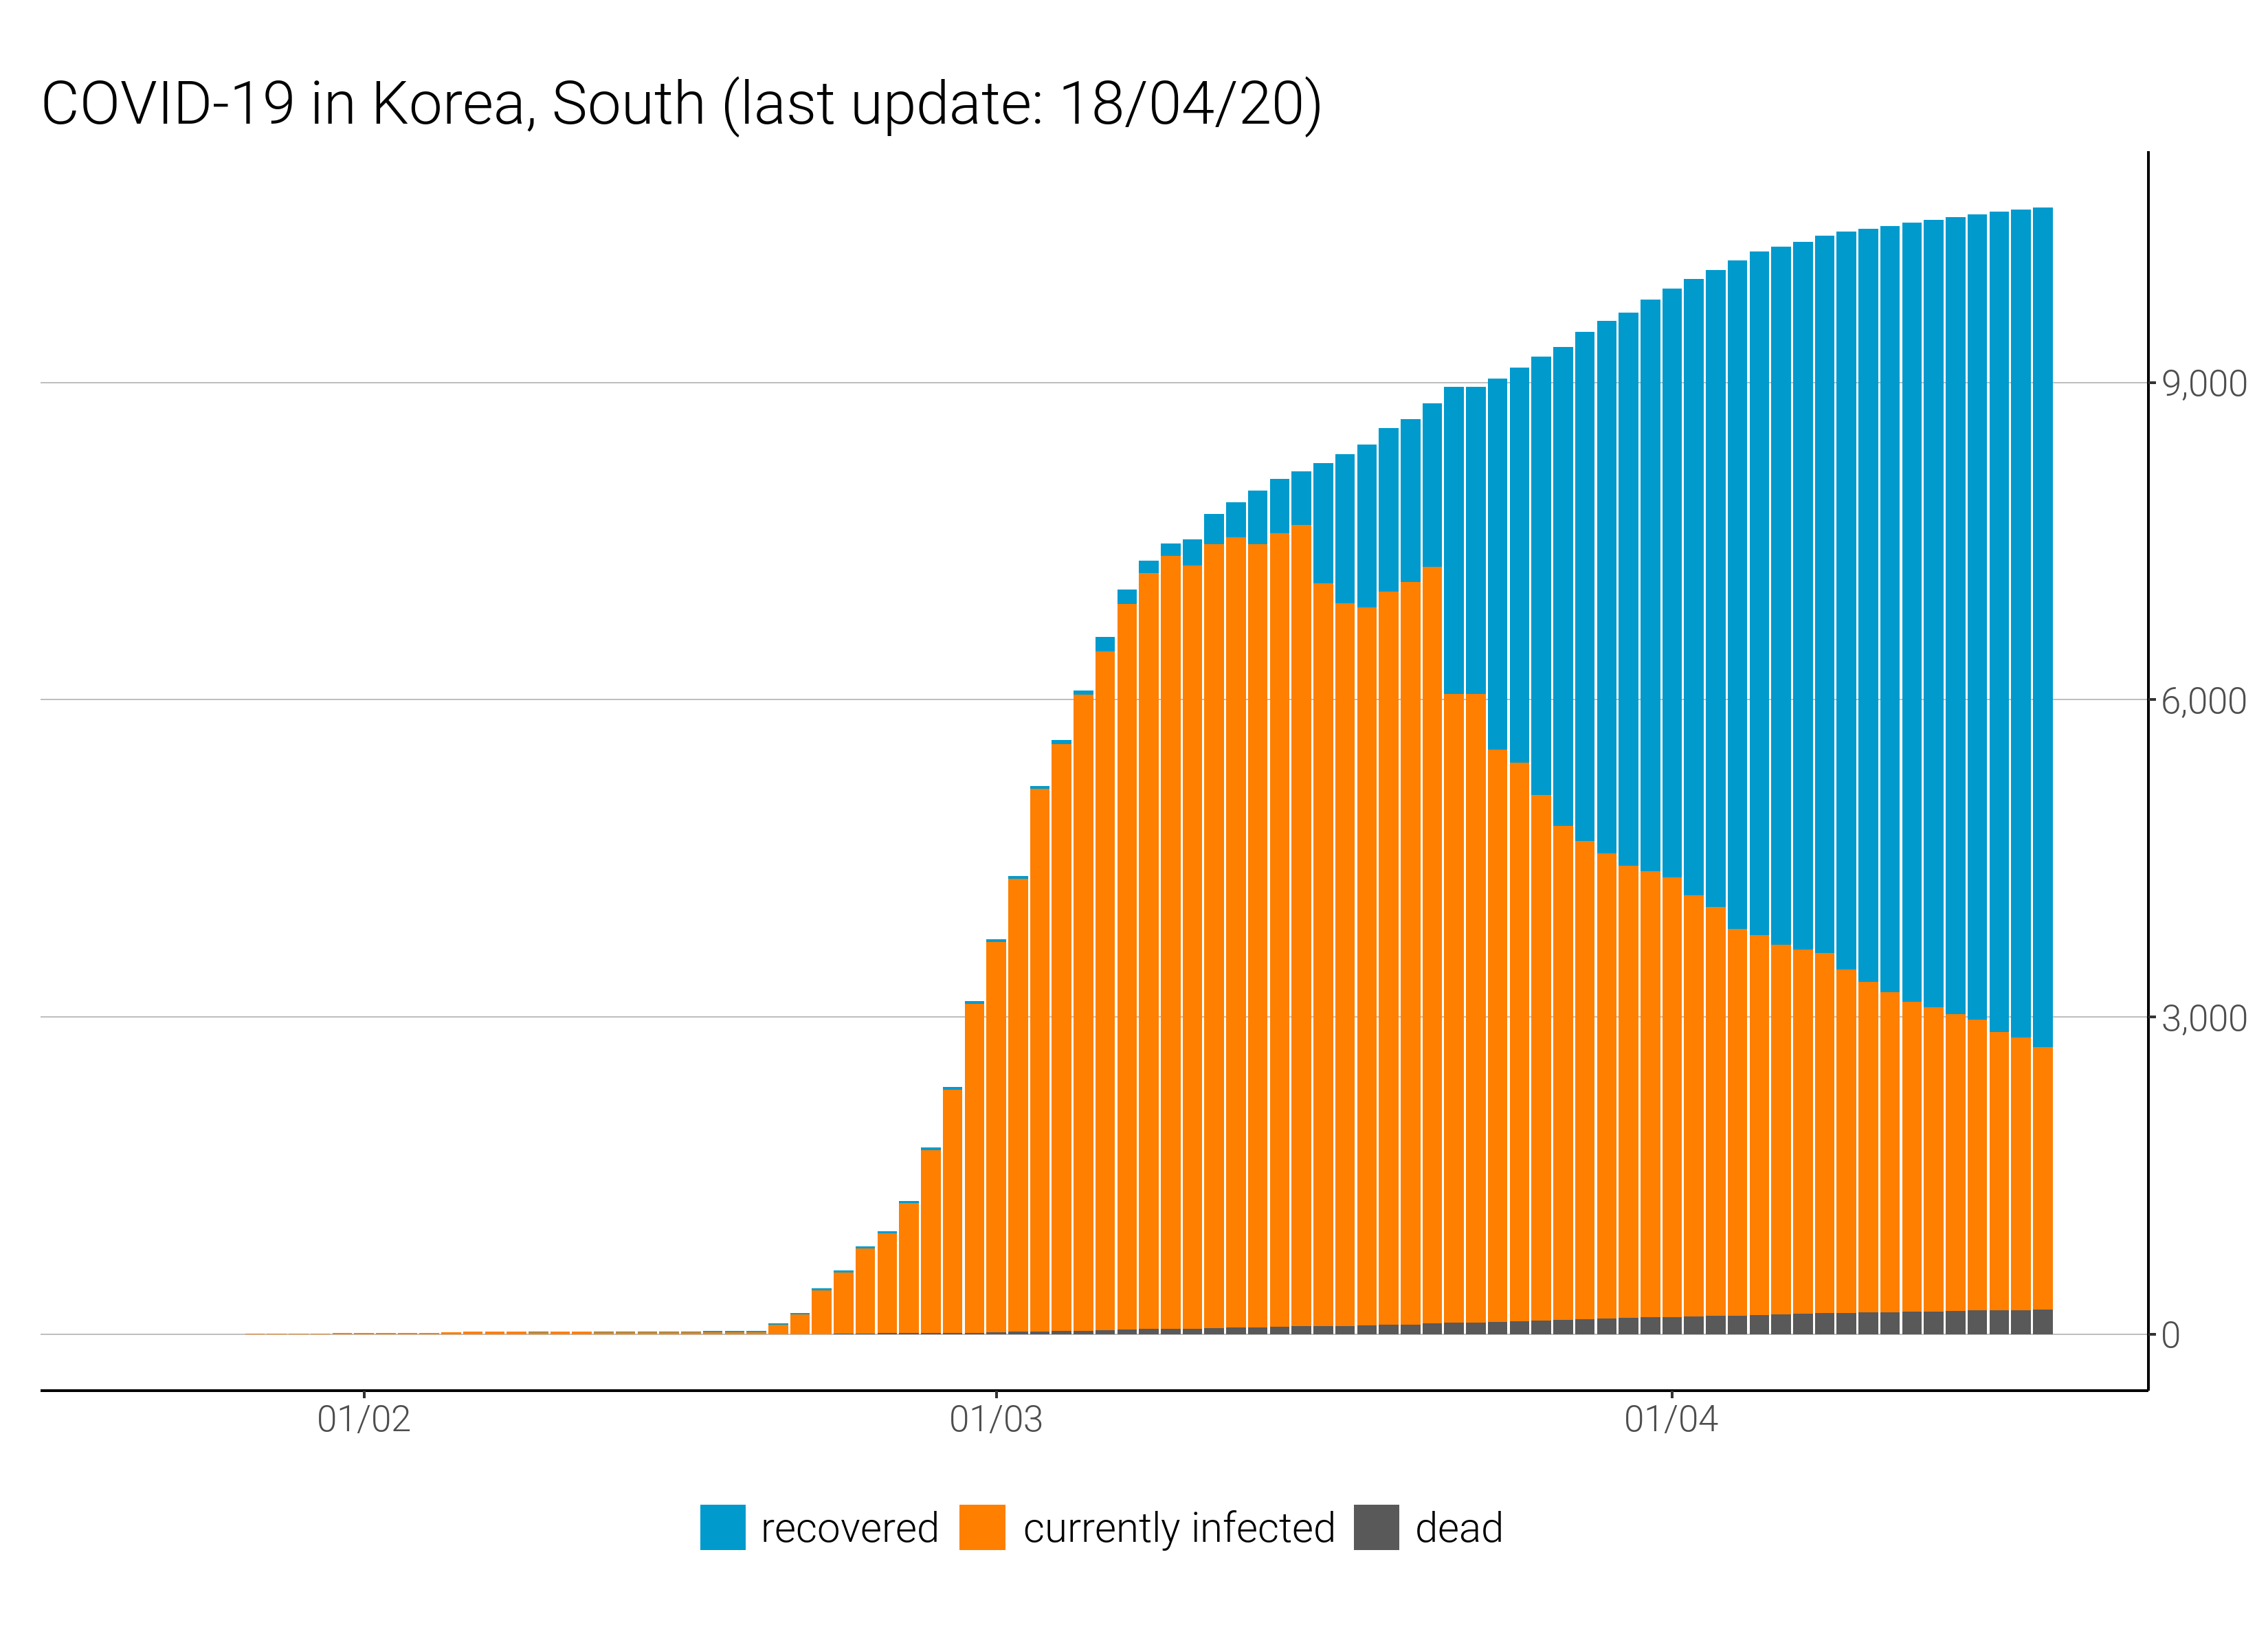 COVID-19 in Korea, South (last update: 18/04/20)
9,000
6,000
3,000
0
01/02 01/03 01/04
recovered currently infected dead